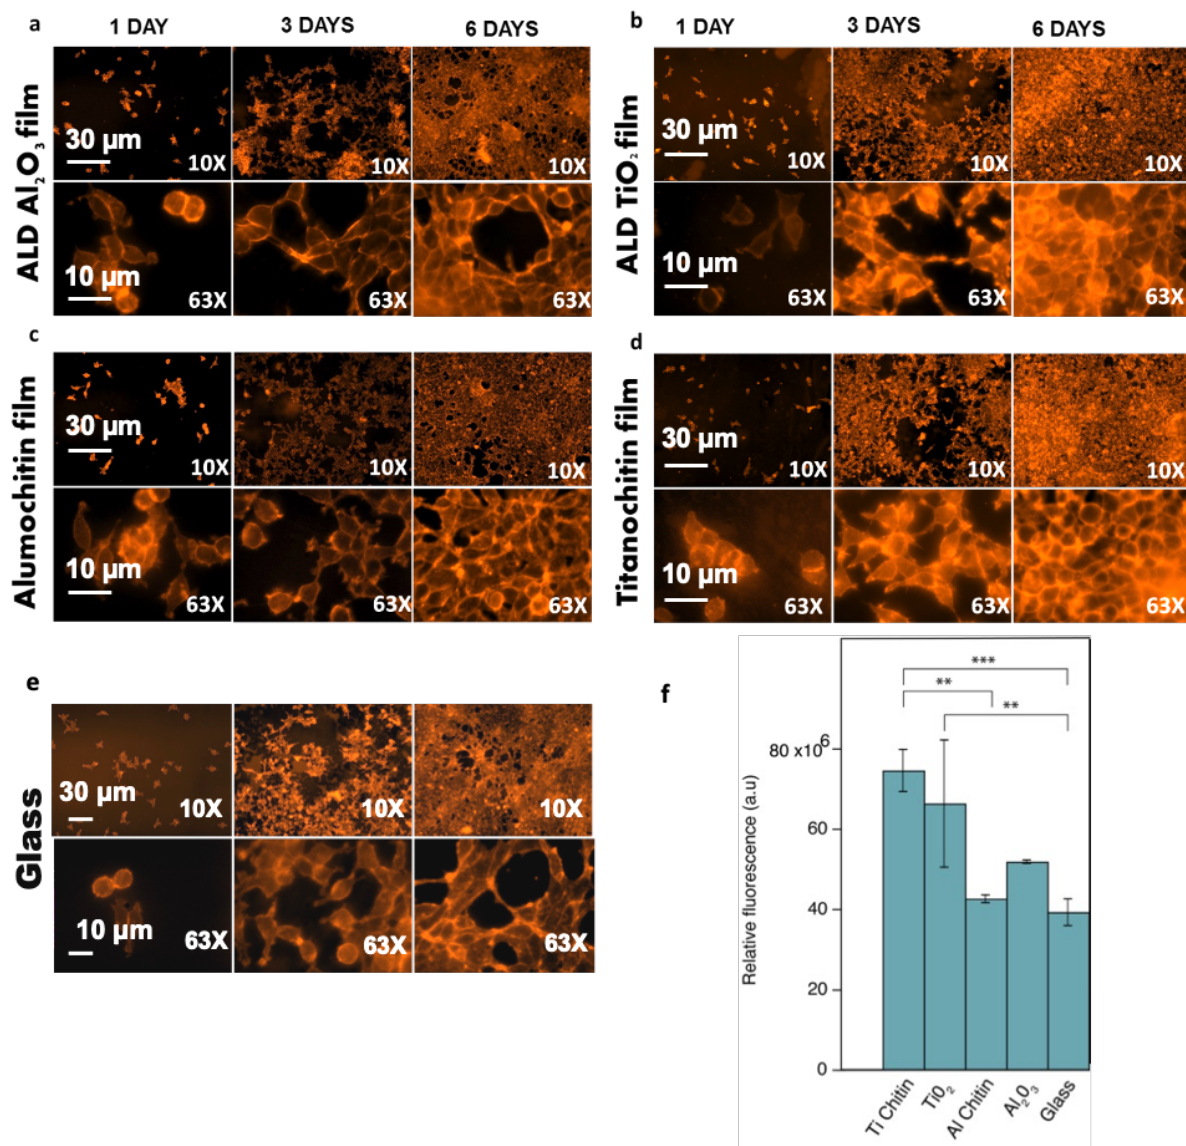 a
1 DAY
3 DAYS
6 DAYS
ALD Al₂O₃ film
30 µm
10X
10X
10X
10 µm
63X
63X
63X
b
1 DAY
3 DAYS
6 DAYS
ALD TiO₂ film
30 µm
10X
10X
10X
10 µm
63X
63X
63X
c
Alumochitin film
30 µm
10X
10X
10X
10 µm
63X
63X
63X
d
Titanochitin film
30 µm
10X
10X
10X
10 µm
63X
63X
63X
e
Glass
30 µm
10X
10X
10X
10 µm
63X
63X
63X
f
***
**
**
80 x10⁶
60
40
20
0
Relative fluorescence (a.u)
Ti Chitin
TiO₂
Al Chitin
Al₂O₃
Glass